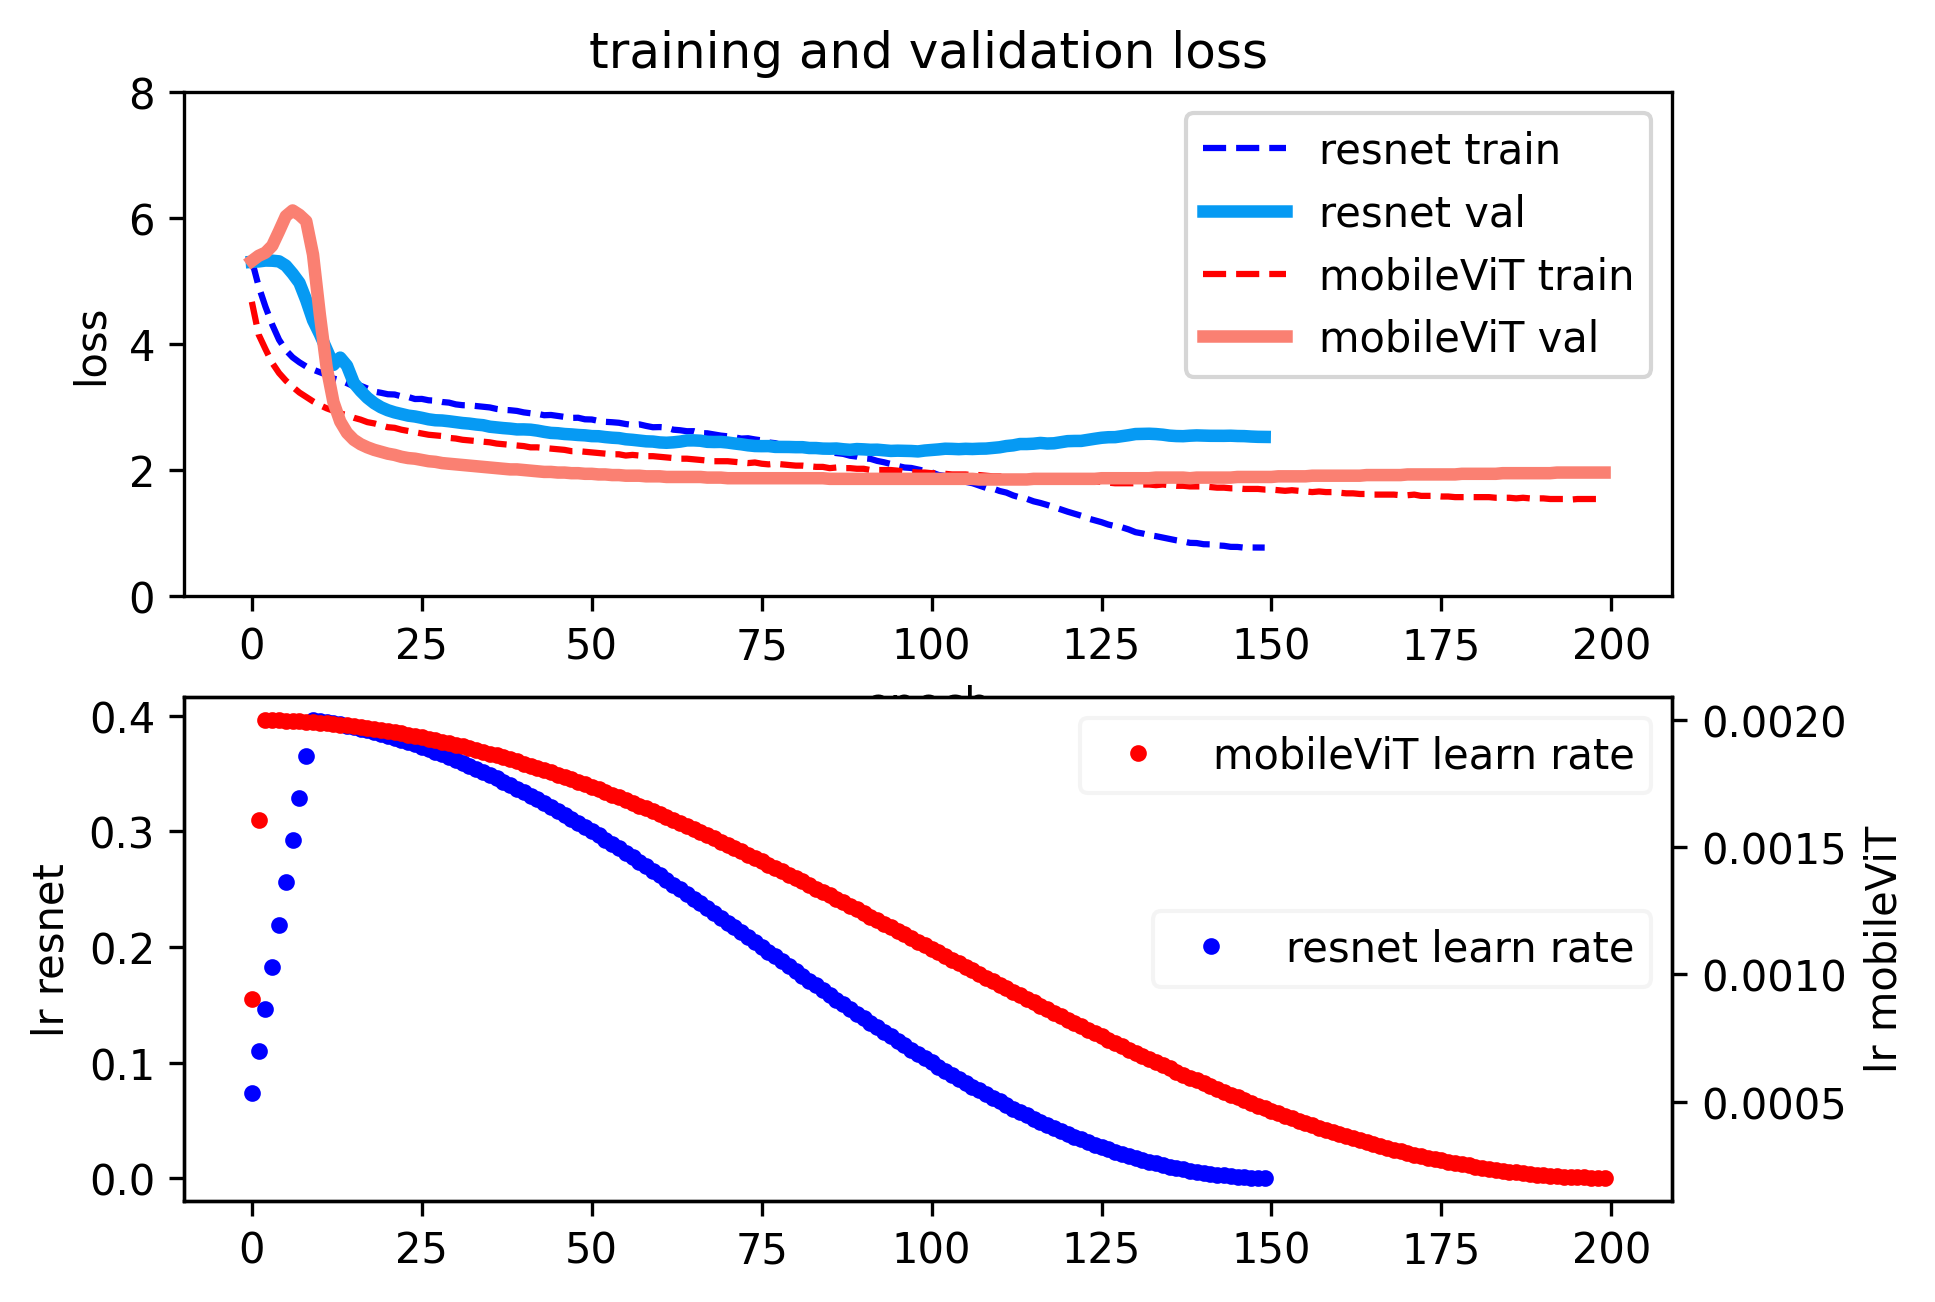 training and validation loss
8
6
4
2
0
loss
resnet train
resnet val
mobileViT train
mobileViT val
0 25 50 75 100 125 150 175 200
0.4
0.3
0.2
0.1
0.0
lr resnet
mobileViT learn rate
resnet learn rate
0.0020
0.0015
0.0010
0.0005
lr mobileViT
0 25 50 75 100 125 150 175 200